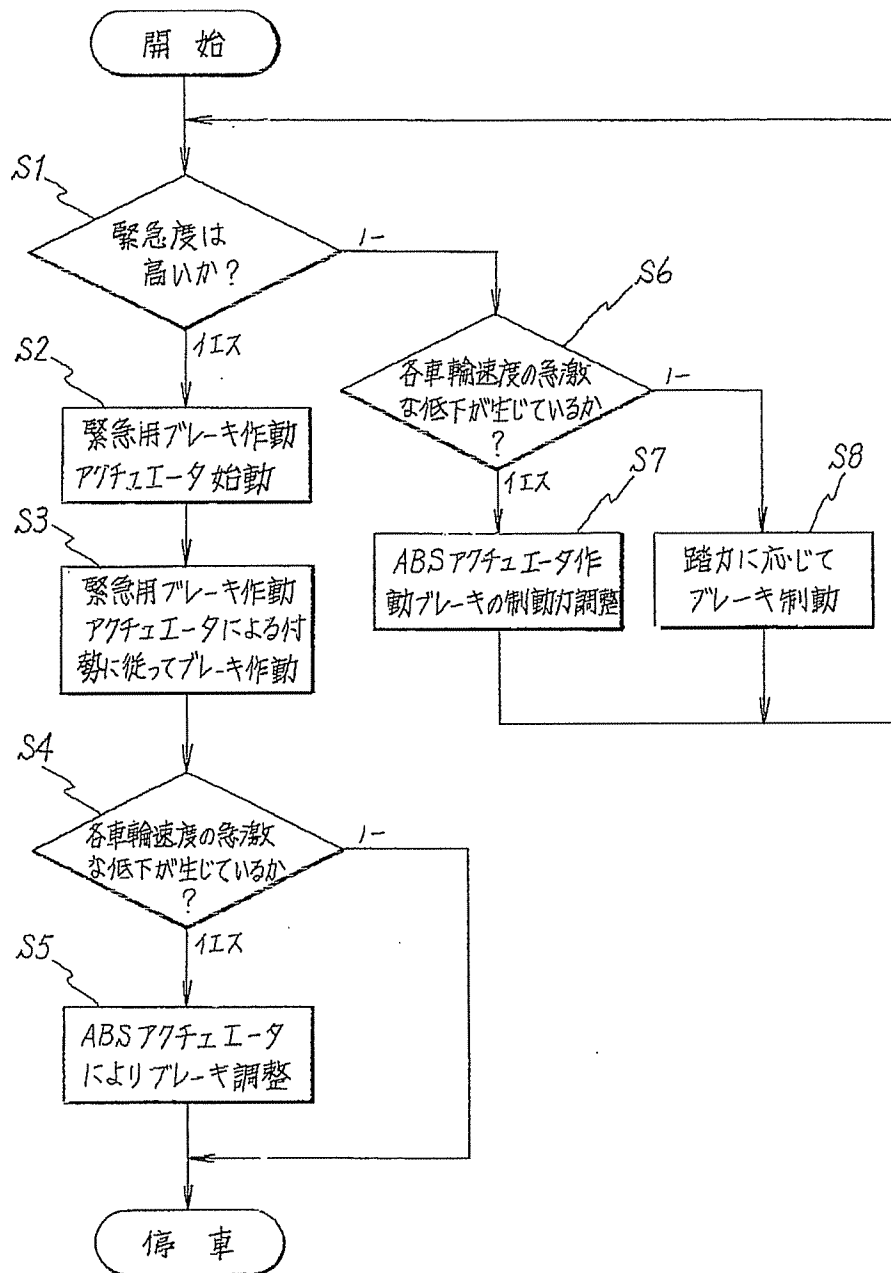 開始
S1
緊急度は
高いか?
ノー
イエス
S2
緊急用ブレーキ作動
アクチュエータ始動
S3
緊急用ブレーキ作動
アクチュエータによる付
勢に従ってブレーキ作動
S4
各車輪速度の急激
な低下が生じているか
?
ノー
イエス
S5
ABSアクチェエータ
によりブレーキ調整
停車
S6
各車輪速度の急激
な低下が生じているか
?
ノー
イエス
S7
ABSアクチュエータ作
動ブレーキの制動力調整
S8
踏力に応じて
ブレーキ制動